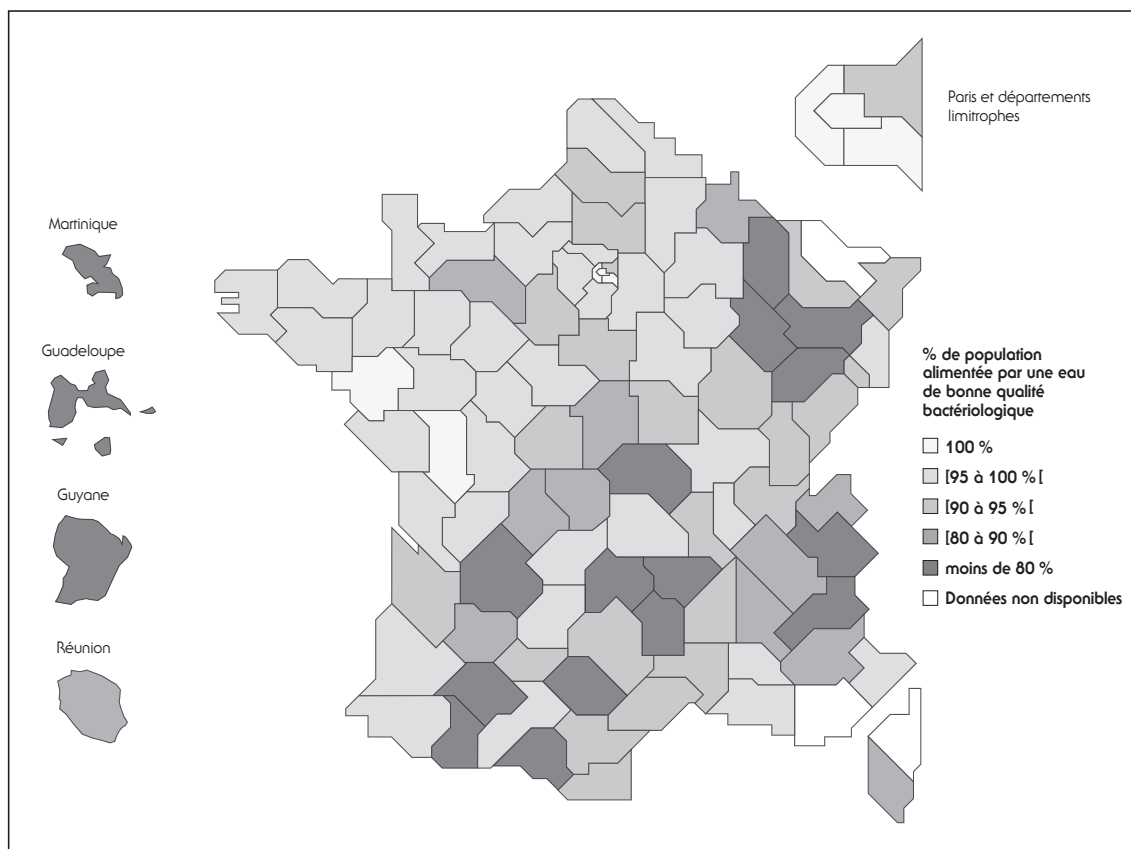 Paris et départements
limitrophes
Martinique
Guadeloupe
Guyane
Réunion
% de population
alimentée par une eau
de bonne qualité
bactériologique
100 %
[95 à 100 % [
[90 à 95 % [
[80 à 90 % [
moins de 80 %
Données non disponibles